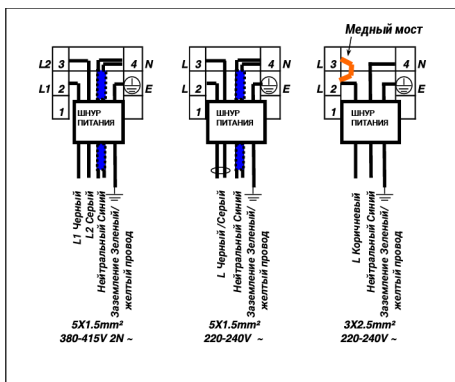 Медный мост
L2 3 4 N
L1 2 E
1
ШНУР
ПИТАНИЯ
L1 Черный
L2 Серый
Нейтральный Синий
Заземление Зеленый/
желтый провод
5X1.5mm²
380-415V 2N ~
L 3 4 N
L 2 E
1
ШНУР
ПИТАНИЯ
L Черный /Серый
Нейтральный Синий
Заземление Зеленый/
желтый провод
5X1.5mm²
220-240V ~
L 3 4 N
L 2 E
1
ШНУР
ПИТАНИЯ
L Коричневый
Нейтральный Синий
Заземление Зеленый/
желтый провод
3X2.5mm²
220-240V ~